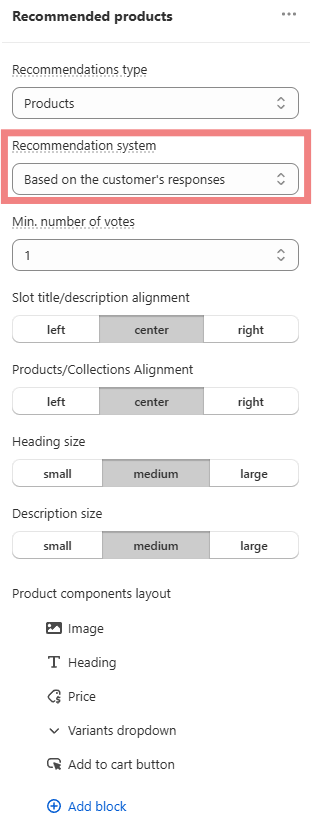 Recommended products
Recommendations type
Products
Recommendation system
Based on the customer's responses
Min. number of votes
1
Slot title/description alignment
left center right
Products/Collections Alignment
left center right
Heading size
small medium large
Description size
small medium large
Product components layout
Image
Heading
Price
Variants dropdown
Add to cart button
Add block